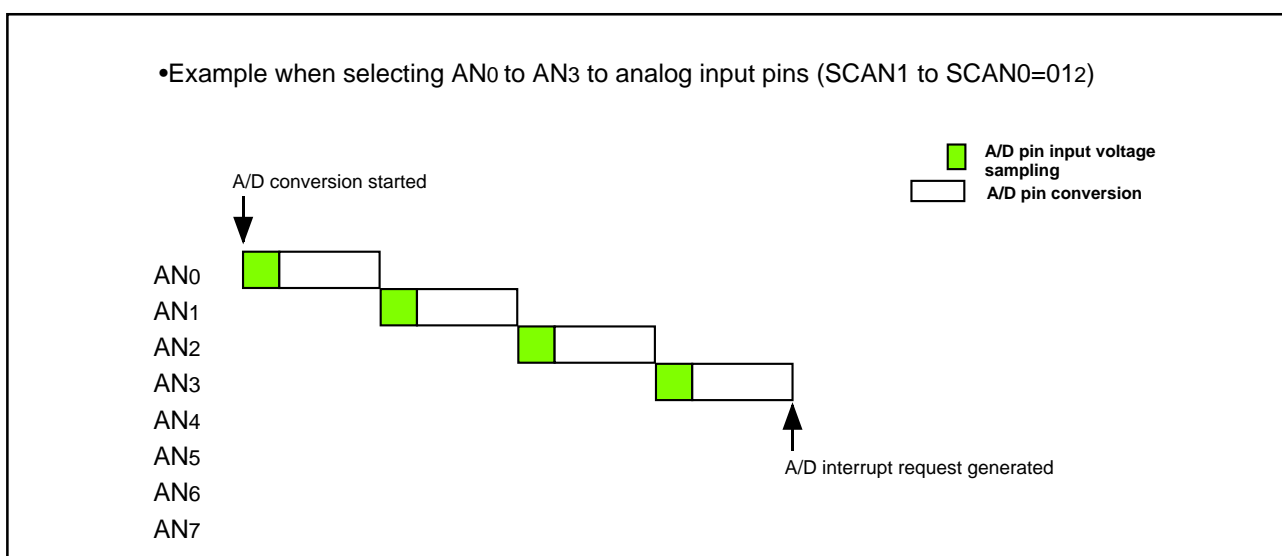 •Example when selecting AN0 to AN3 to analog input pins (SCAN1 to SCAN0=012)
A/D pin input voltage
sampling
A/D pin conversion
A/D conversion started
AN0
AN1
AN2
AN3
AN4
AN5
AN6
AN7
A/D interrupt request generated